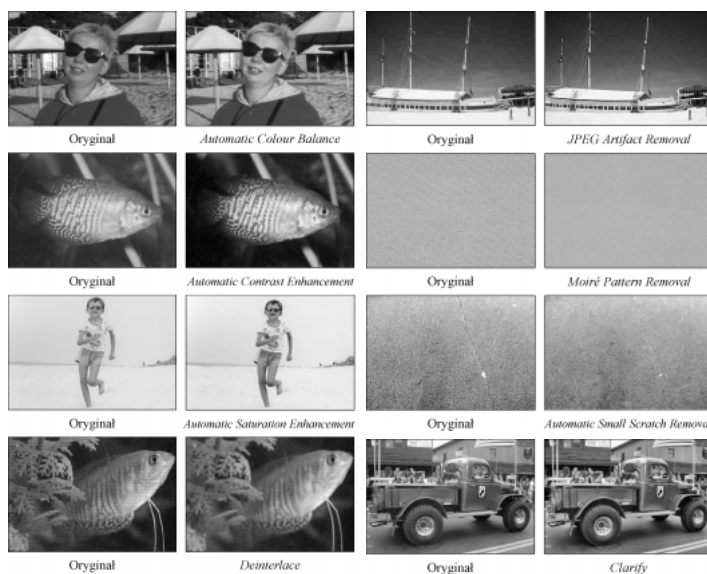 Oryginał Automatic Colour Balance Oryginał JPEG Artifact Removal
Oryginał Automatic Contrast Enhancement Oryginał Moiré Pattern Removal
Oryginał Automatic Saturation Enhancement Oryginał Automatic Small Scratch Remova
Oryginał Deinterlace Oryginał Clarify